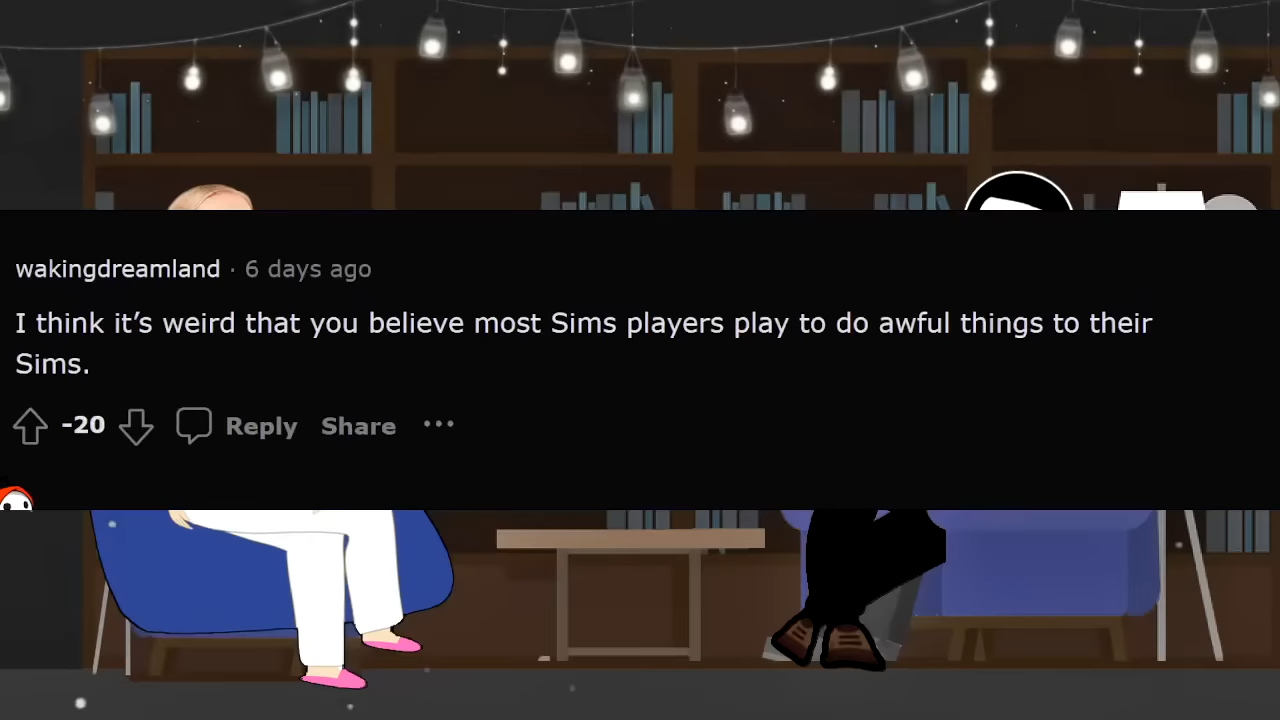 wakingdreamland · 6 days ago
I think it’s weird that you believe most Sims players play to do awful things to their
Sims.
-20 Reply Share ···